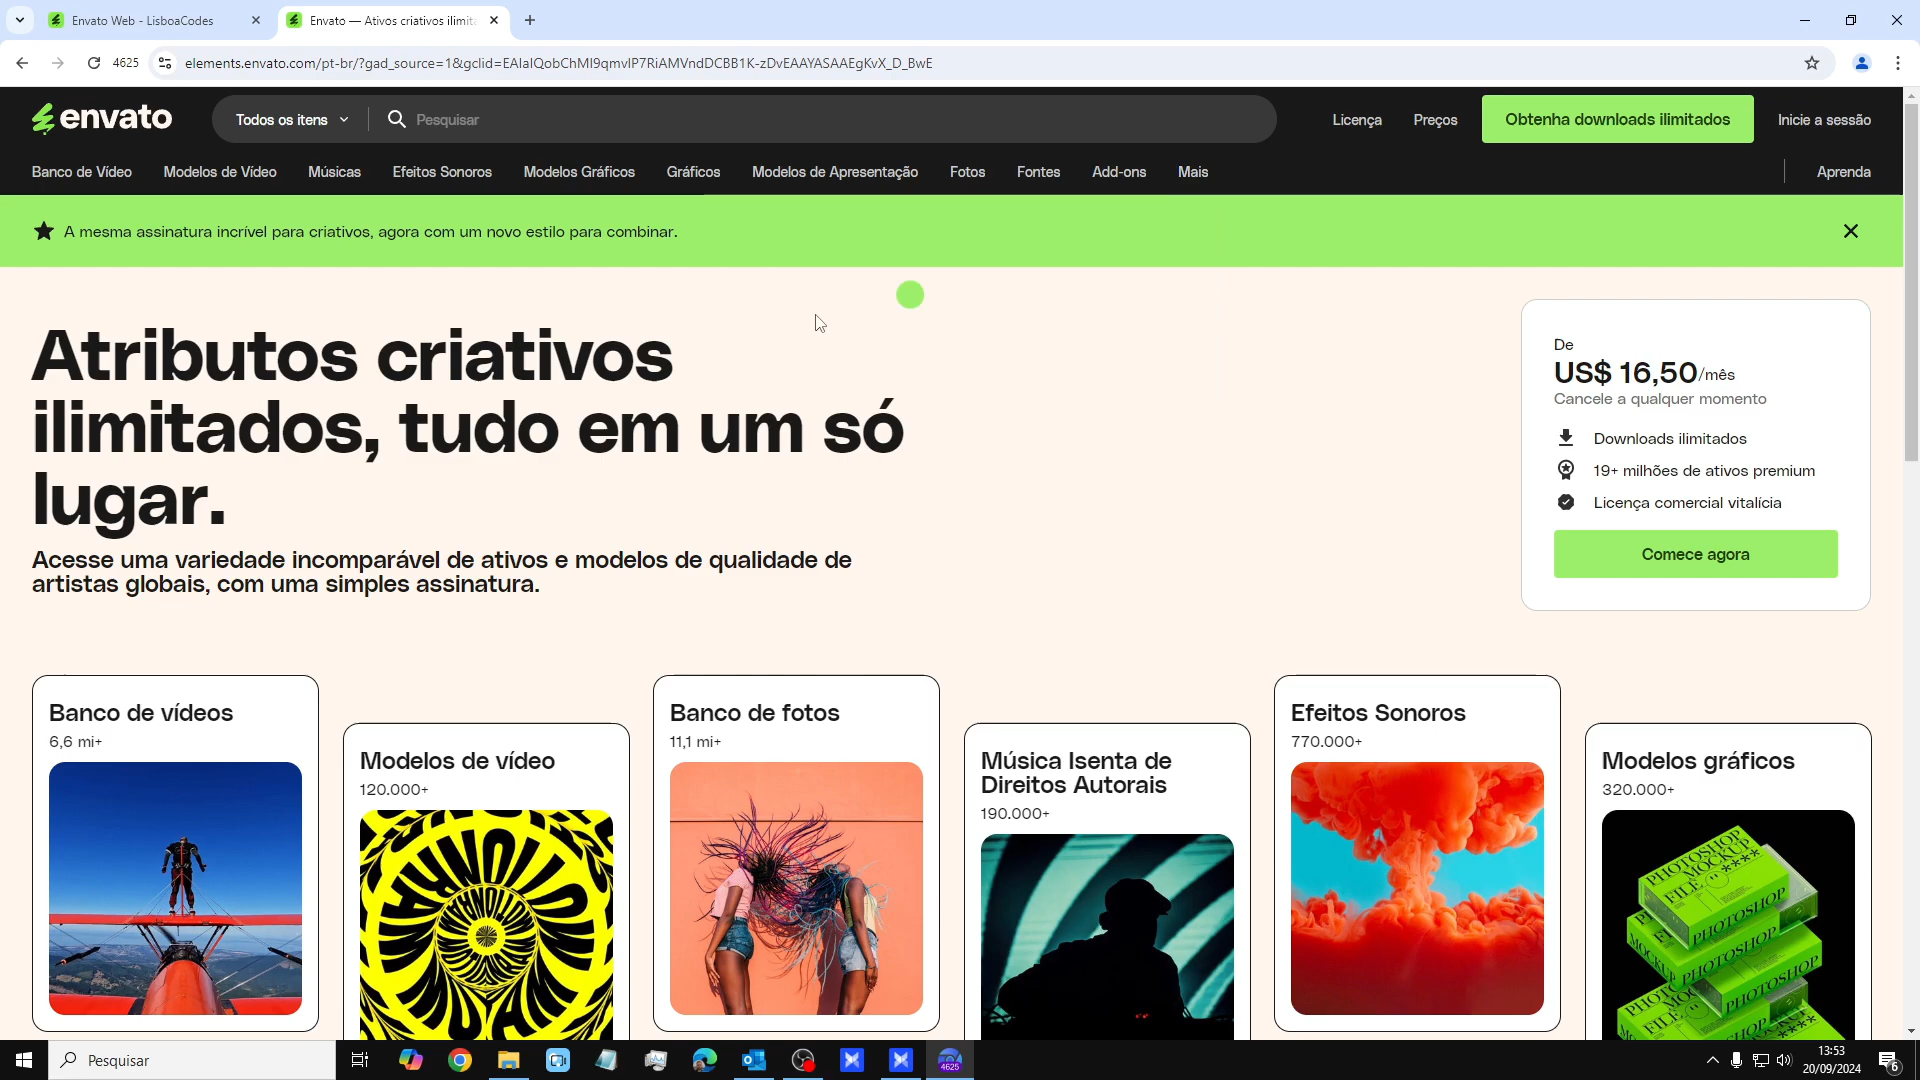 Envato Web - LisboaCodes
Envato — Ativos criativos ilimit
4625
elements.envato.com/pt-br/?gad_source=1&gclid=EAIaIQobChMI9qmvlP7RiAMVndDCBB1K-zDvEAAYASAAEgKvX_D_BwE
envato
Todos os itens
Pesquisar
Licença
Preços
Obtenha downloads ilimitados
Inicie a sessão
Banco de Vídeo
Modelos de Vídeo
Músicas
Efeitos Sonoros
Modelos Gráficos
Gráficos
Modelos de Apresentação
Fotos
Fontes
Add-ons
Mais
Aprenda
A mesma assinatura incrível para criativos, agora com um novo estilo para combinar.
Atributos criativos
ilimitados, tudo em um só
lugar.
Acesse uma variedade incomparável de ativos e modelos de qualidade de
artistas globais, com uma simples assinatura.
De
US$ 16,50/mês
Cancele a qualquer momento
Downloads ilimitados
19+ milhões de ativos premium
Licença comercial vitalícia
Comece agora
Banco de vídeos
6,6 mi+
Modelos de vídeo
120.000+
Banco de fotos
11,1 mi+
Música Isenta de
Direitos Autorais
190.000+
Efeitos Sonoros
770.000+
Modelos gráficos
320.000+
PHOTOSHOP
MOCKUP
FILE
PHOTOSHOP
MOCKUP
PHOTOSHOP
PHOTOSHOP
Pesquisar
4625
13:53
20/09/2024
6